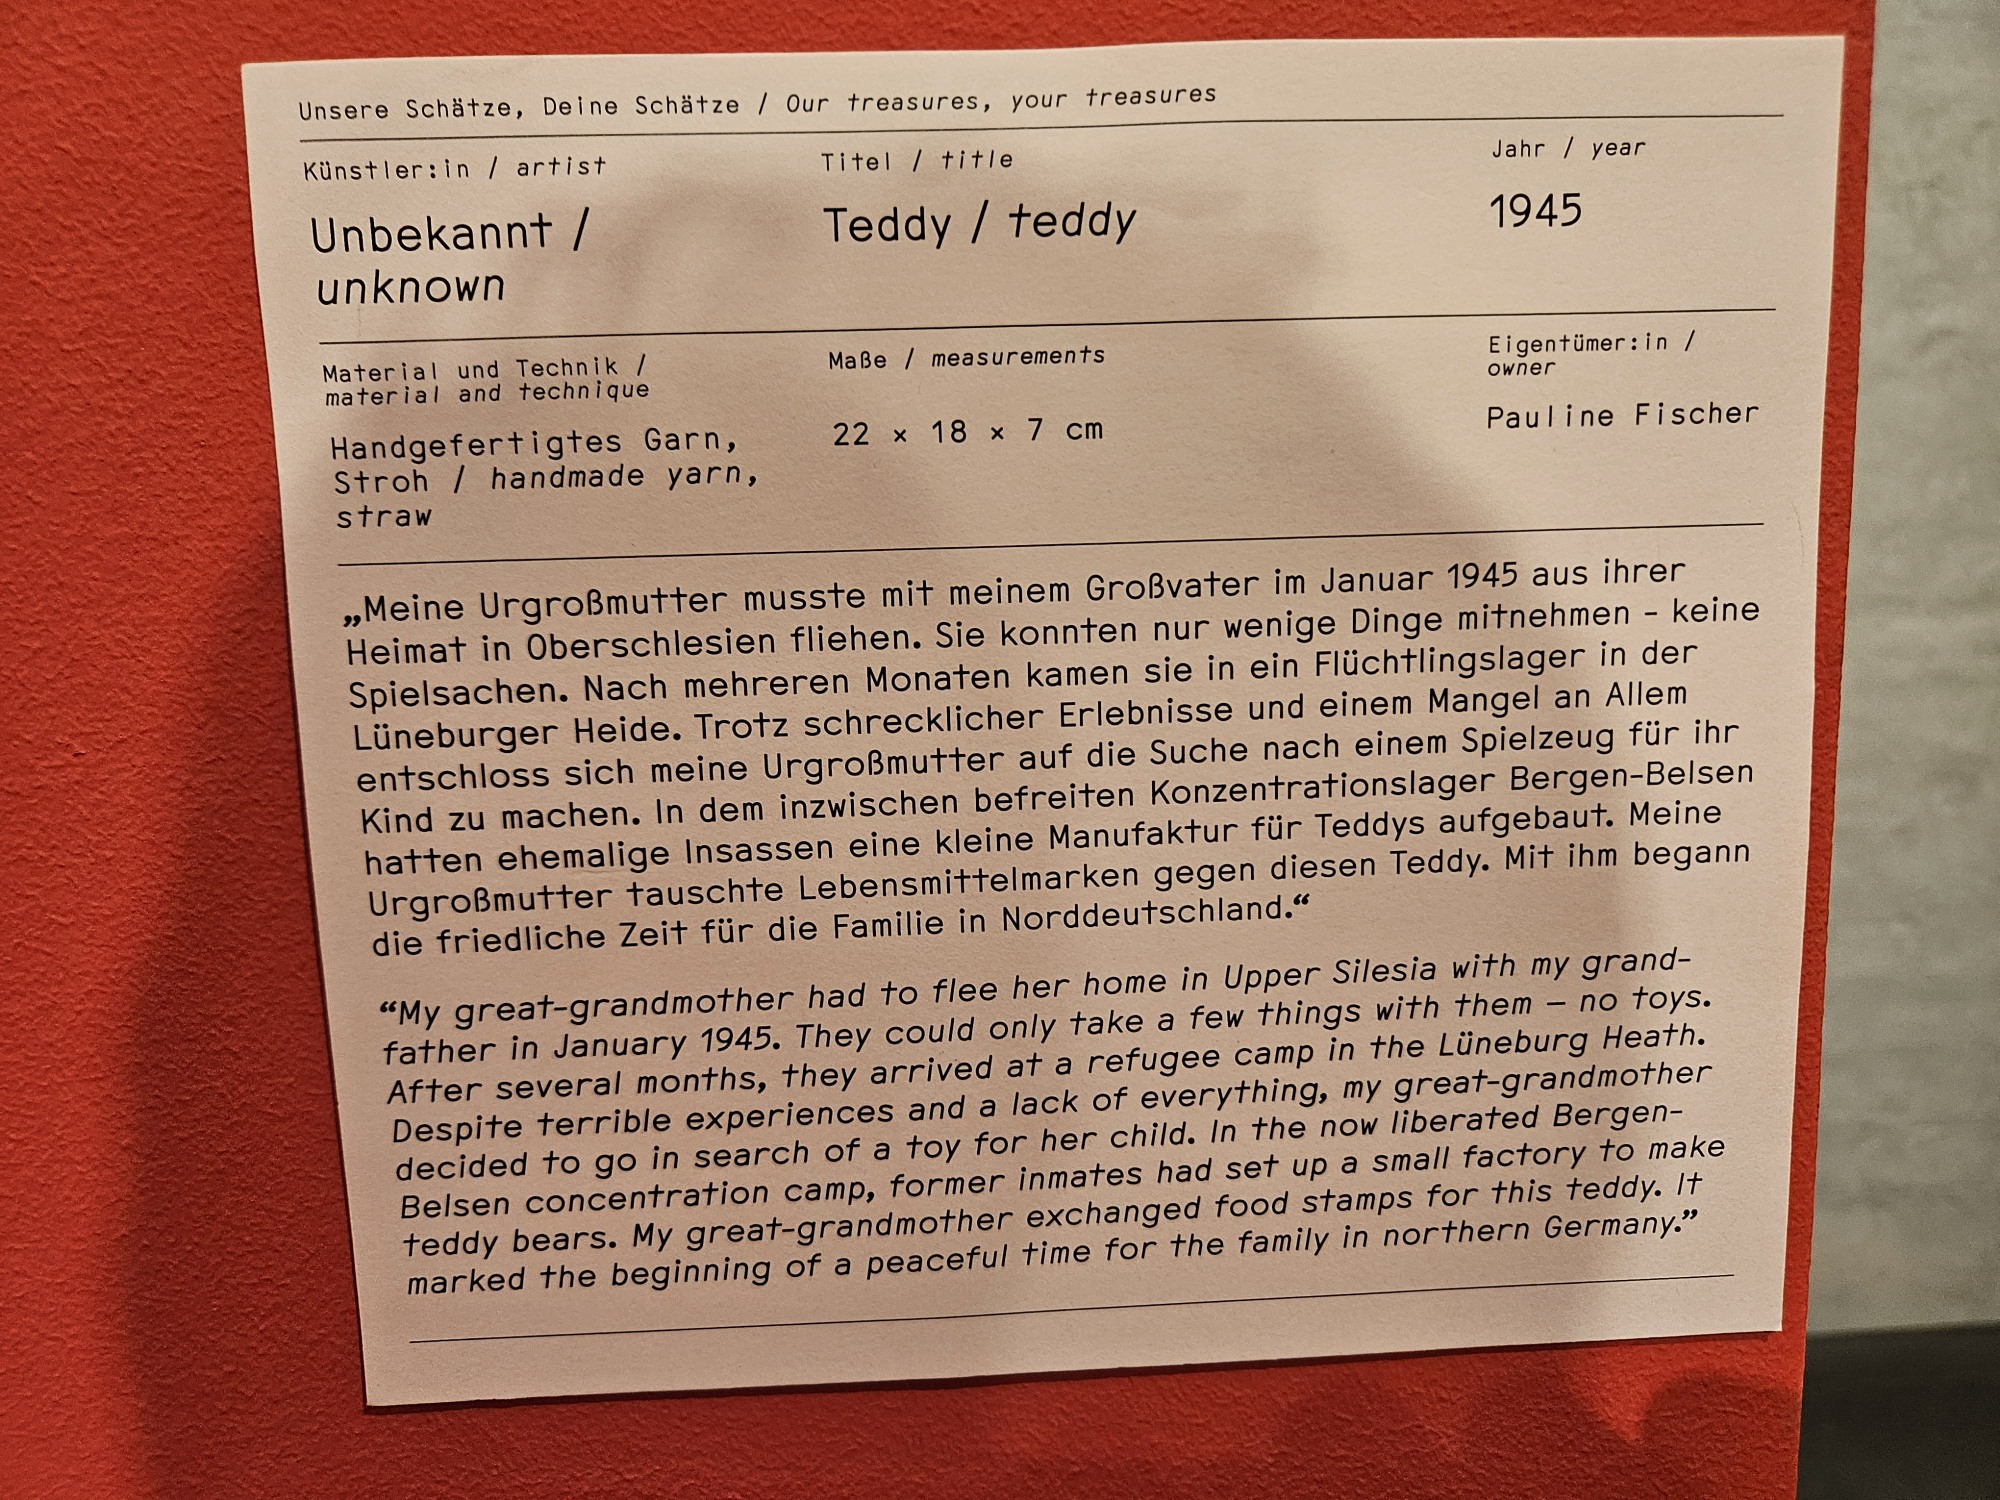 Unsere Schätze, Deine Schätze / Our treasures, your treasures
Künstler:in / artist
Unbekannt /
unknown
Titel / title
Teddy / teddy
Jahr / year
1945
Material und Technik /
material and technique
Handgefertigtes Garn,
Stroh / handmade yarn,
straw
Maße / measurements
22 x 18 x 7 cm
Eigentümer:in /
owner
Pauline Fischer
„Meine Urgroßmutter musste mit meinem Großvater im Januar 1945 aus ihrer
Heimat in Oberschlesien fliehen. Sie konnten nur wenige Dinge mitnehmen – keine
Spielsachen. Nach mehreren Monaten kamen sie in ein Flüchtlingslager in der
Lüneburger Heide. Trotz schrecklicher Erlebnisse und einem Mangel an Allem
entschloss sich meine Urgroßmutter auf die Suche nach einem Spielzeug für ihr
Kind zu machen. In dem inzwischen befreiten Konzentrationslager Bergen-Belsen
hatten ehemalige Insassen eine kleine Manufaktur für Teddys aufgebaut. Meine
Urgroßmutter tauschte Lebensmittelmarken gegen diesen Teddy. Mit ihm begann
die friedliche Zeit für die Familie in Norddeutschland.“
“My great-grandmother had to flee her home in Upper Silesia with my grand-
father in January 1945. They could only take a few things with them – no toys.
After several months, they arrived at a refugee camp in the Lüneburg Heath.
Despite terrible experiences and a lack of everything, my great-grandmother
decided to go in search of a toy for her child. In the now liberated Bergen-
Belsen concentration camp, former inmates had set up a small factory to make
teddy bears. My great-grandmother exchanged food stamps for this teddy. It
marked the beginning of a peaceful time for the family in northern Germany.”